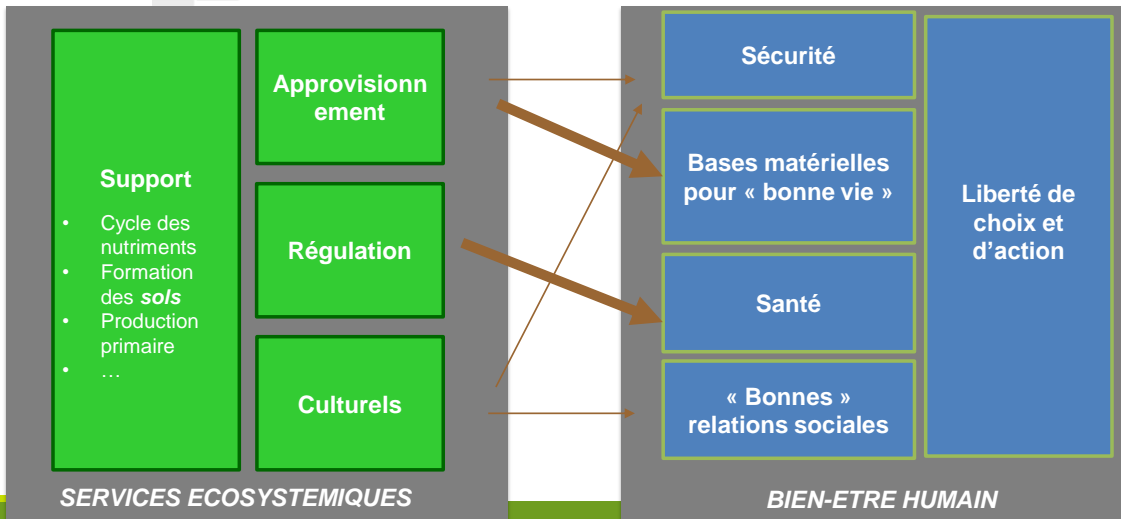 Support
• Cycle des
nutriments
• Formation
des sols
• Production
primaire
• …
Approvisionn
ement
Régulation
Culturels
SERVICES ECOSYSTEMIQUES
Sécurité
Bases matérielles
pour « bonne vie »
Santé
« Bonnes »
relations sociales
Liberté de
choix et
d’action
BIEN-ETRE HUMAIN